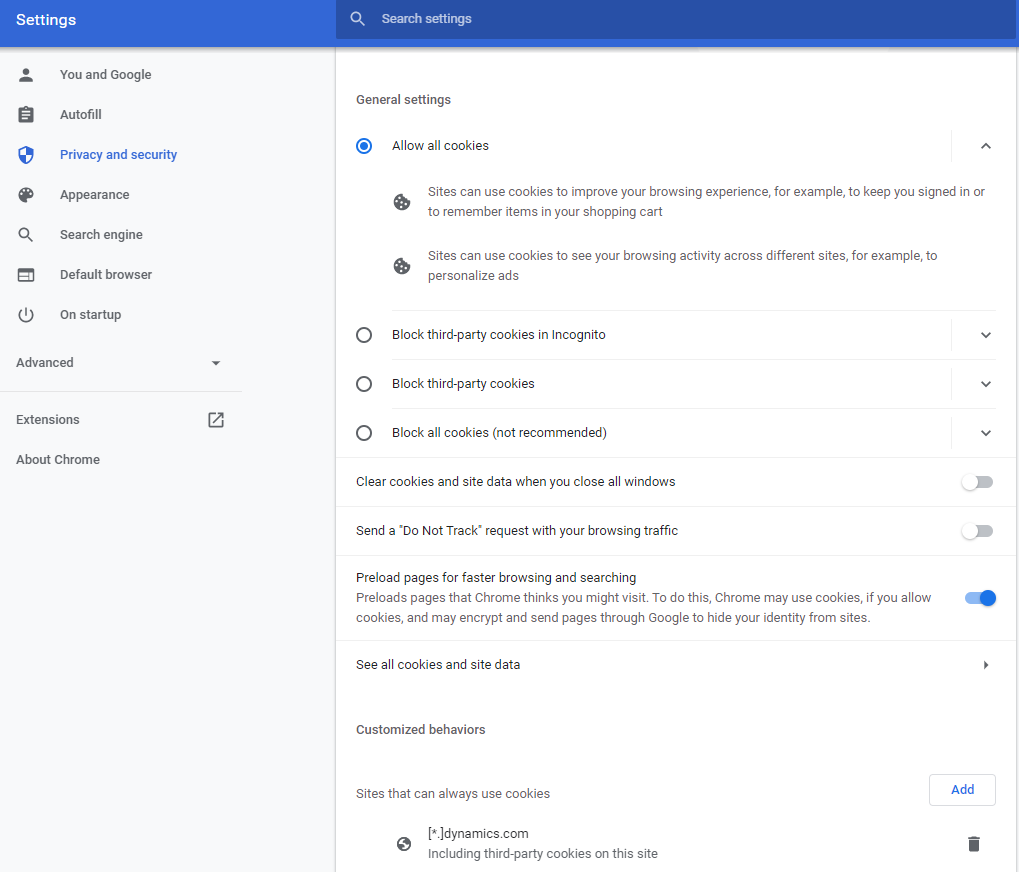 Settings
Search settings
You and Google
Autofill
Privacy and security
Appearance
Search engine
Default browser
On startup
Advanced
Extensions
About Chrome
General settings
Allow all cookies
Sites can use cookies to improve your browsing experience, for example, to keep you signed in or
to remember items in your shopping cart
Sites can use cookies to see your browsing activity across different sites, for example, to
personalize ads
Block third-party cookies in Incognito
Block third-party cookies
Block all cookies (not recommended)
Clear cookies and site data when you close all windows
Send a "Do Not Track" request with your browsing traffic
Preload pages for faster browsing and searching
Preloads pages that Chrome thinks you might visit. To do this, Chrome may use cookies, if you allow
cookies, and may encrypt and send pages through Google to hide your identity from sites.
See all cookies and site data
Customized behaviors
Sites that can always use cookies
Add
[*.]dynamics.com
Including third-party cookies on this site